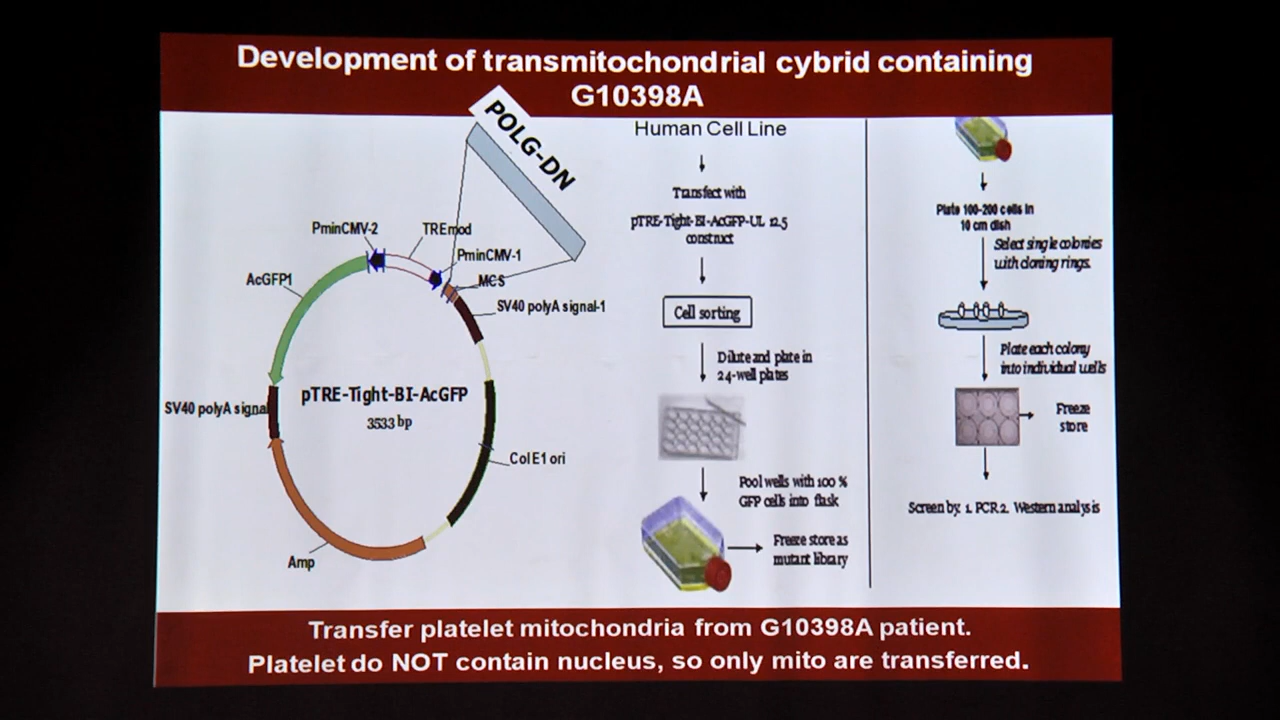 Development of transmitochondrial cybrid containing
G10398A
POLG-DN
PminCMV-2
TREmod
PminCMV-1
AcGFP1
MCS
SV40 polyA signal-1
pTRE-Tight-BI-AcGFP
3533 bp
SV40 polyA signal
Col E1 ori
Amp
Human Cell Line
Transfect with
pTRE-Tight-BI-AcGFP-UL 12.5
construct
Cell sorting
Dilute and plate in
24-well plates
Pool wells with 100 %
GFP cells into flask
Freeze store as
mutant library
Plate 100-200 cells in
10 cm dish
Select single colonies
with cloning rings.
Plate each colony
into individual wells
Freeze
store
Screen by: 1. PCR 2. Western analysis
Transfer platelet mitochondria from G10398A patient.
Platelet do NOT contain nucleus, so only mito are transferred.